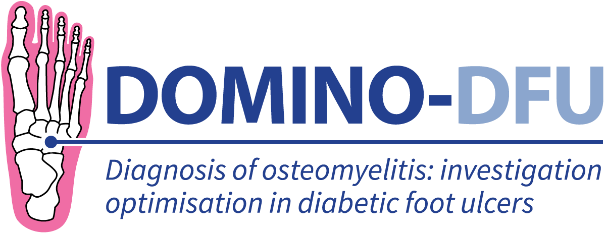 DOMINO-DFU
Diagnosis of osteomyelitis: investigation
optimisation in diabetic foot ulcers